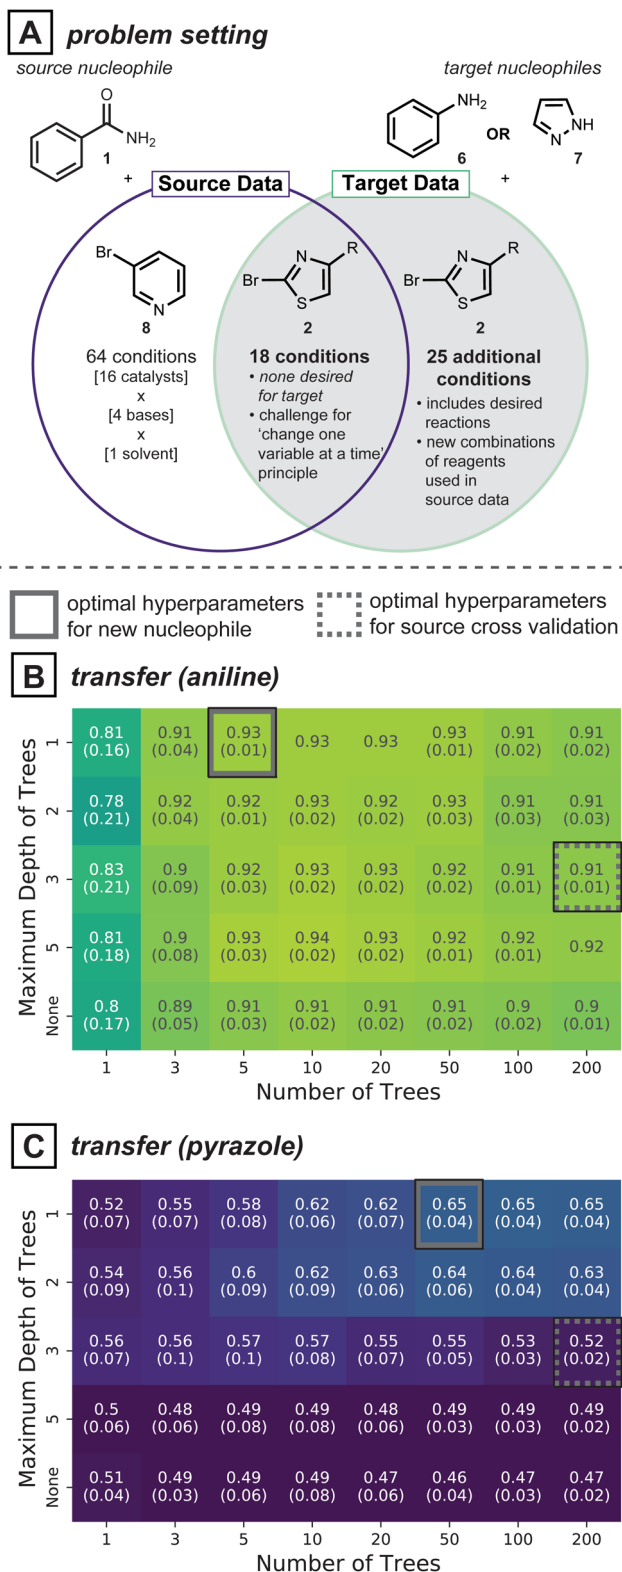 A problem setting
source nucleophile
target nucleophiles
O
NH2
1
NH2
6
OR
N
NH
7
+
Source Data
Target Data
+
Br
N
8
Br
N
S
R
2
Br
N
S
R
2
64 conditions
[16 catalysts]
x
[4 bases]
x
[1 solvent]
18 conditions
• none desired
for target
• challenge for
‘change one
variable at a time’
principle
25 additional
conditions
• includes desired
reactions
• new combinations
of reagents
used in
source data
optimal hyperparameters
for new nucleophile
optimal hyperparameters
for source cross validation
B transfer (aniline)
Maximum Depth of Trees
1
0.81 0.91 0.93 0.93 0.93 0.93 0.91 0.91
(0.16) (0.04) (0.01) (0.01) (0.02) (0.02)
2
0.78 0.92 0.92 0.93 0.92 0.93 0.91 0.91
(0.21) (0.04) (0.01) (0.02) (0.02) (0.03) (0.03) (0.03)
3
0.83 0.9 0.92 0.93 0.93 0.92 0.91 0.91
(0.21) (0.09) (0.03) (0.02) (0.02) (0.02) (0.01) (0.01)
5
0.81 0.9 0.93 0.94 0.93 0.92 0.92 0.92
(0.18) (0.08) (0.03) (0.02) (0.02) (0.01) (0.01)
None
0.8 0.89 0.91 0.91 0.91 0.91 0.9 0.9
(0.17) (0.05) (0.03) (0.02) (0.02) (0.02) (0.02) (0.01)
1 3 5 10 20 50 100 200
Number of Trees
C transfer (pyrazole)
Maximum Depth of Trees
1
0.52 0.55 0.58 0.62 0.62 0.65 0.65 0.65
(0.07) (0.07) (0.08) (0.06) (0.07) (0.04) (0.04) (0.04)
2
0.54 0.56 0.6 0.62 0.63 0.64 0.64 0.63
(0.09) (0.1) (0.09) (0.09) (0.06) (0.06) (0.04) (0.04)
3
0.56 0.56 0.57 0.57 0.55 0.55 0.53 0.52
(0.07) (0.1) (0.1) (0.08) (0.07) (0.05) (0.03) (0.02)
5
0.5 0.48 0.49 0.49 0.48 0.49 0.49 0.49
(0.06) (0.06) (0.08) (0.08) (0.06) (0.03) (0.03) (0.02)
None
0.51 0.49 0.49 0.49 0.47 0.46 0.47 0.47
(0.04) (0.03) (0.06) (0.08) (0.06) (0.04) (0.03) (0.02)
1 3 5 10 20 50 100 200
Number of Trees